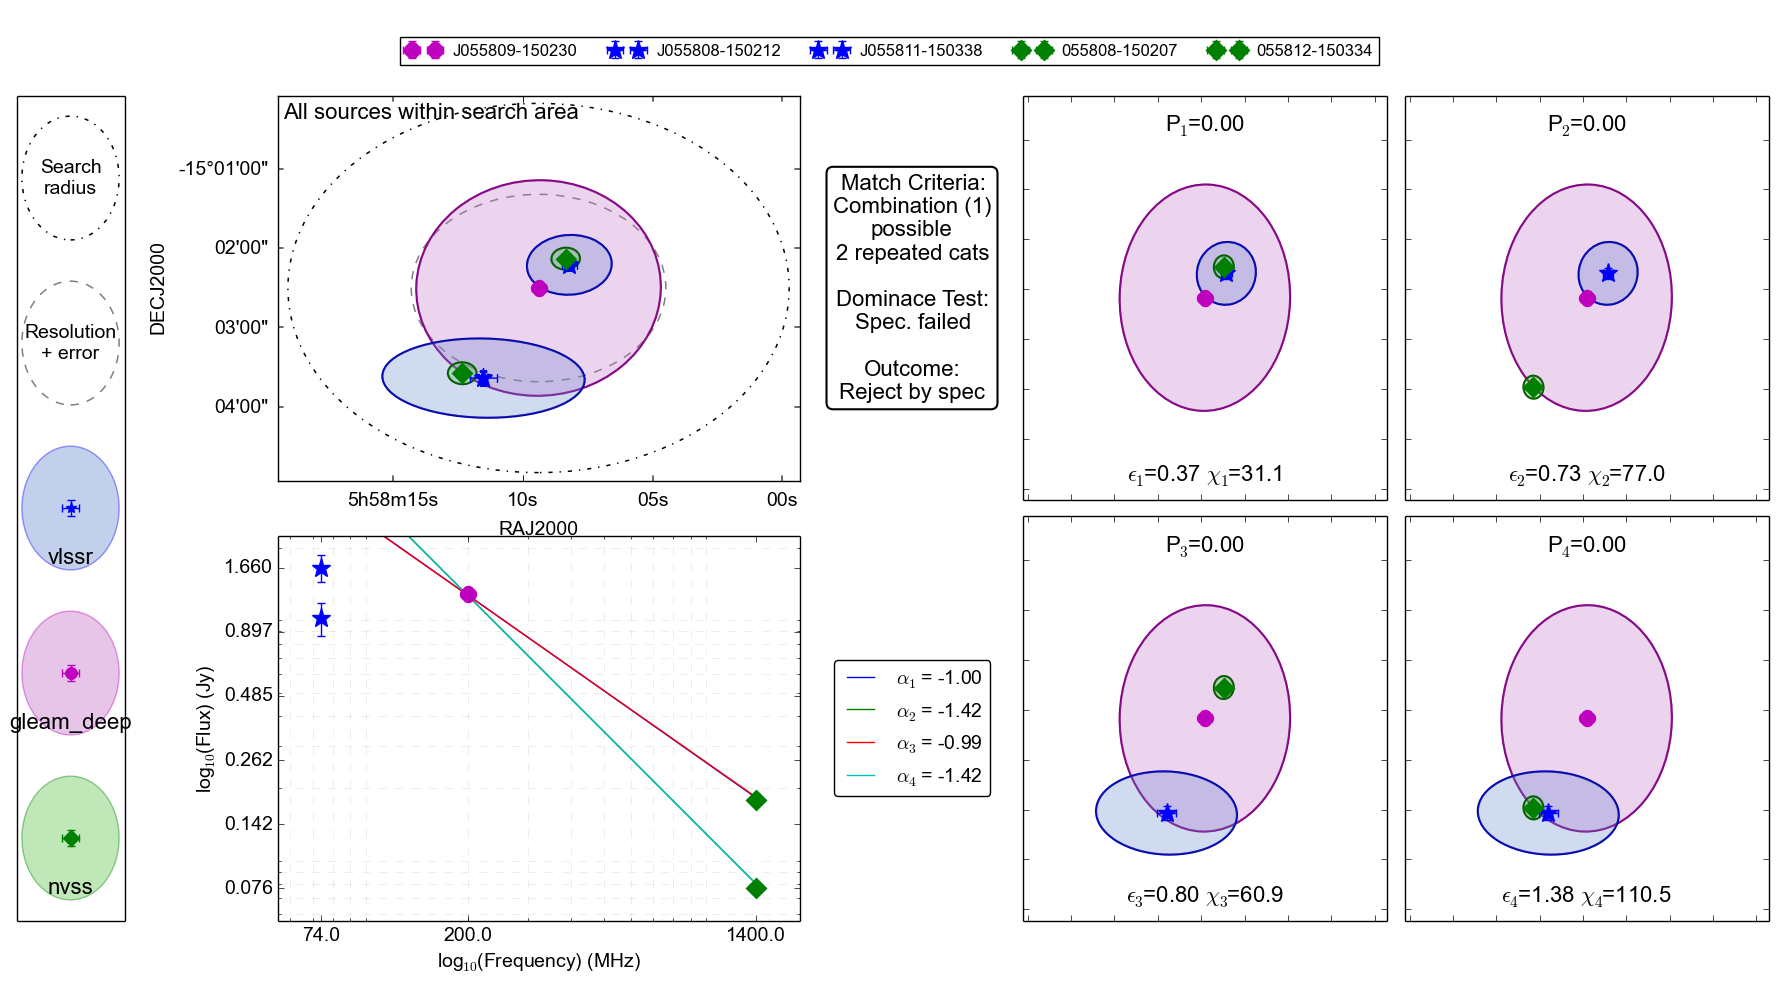 J055809-150230 J055808-150212 J055811-150338 055808-150207 055812-150334
Search
radius
Resolution
+ error
vlssr
gleam_deep
nvss
All sources within search area
DECJ2000
-15°01'00"
02'00"
03'00"
04'00"
5h58m15s 10s 05s 00s
RAJ2000
Match Criteria:
Combination (1)
possible
2 repeated cats
Dominace Test:
Spec. failed
Outcome:
Reject by spec
P1=0.00
ϵ1=0.37 χ1=31.1
P2=0.00
ϵ2=0.73 χ2=77.0
log10(Flux) (Jy)
1.660
0.897
0.485
0.262
0.142
0.076
74.0 200.0 1400.0
log10(Frequency) (MHz)
α1 = -1.00
α2 = -1.42
α3 = -0.99
α4 = -1.42
P3=0.00
ϵ3=0.80 χ3=60.9
P4=0.00
ϵ4=1.38 χ4=110.5